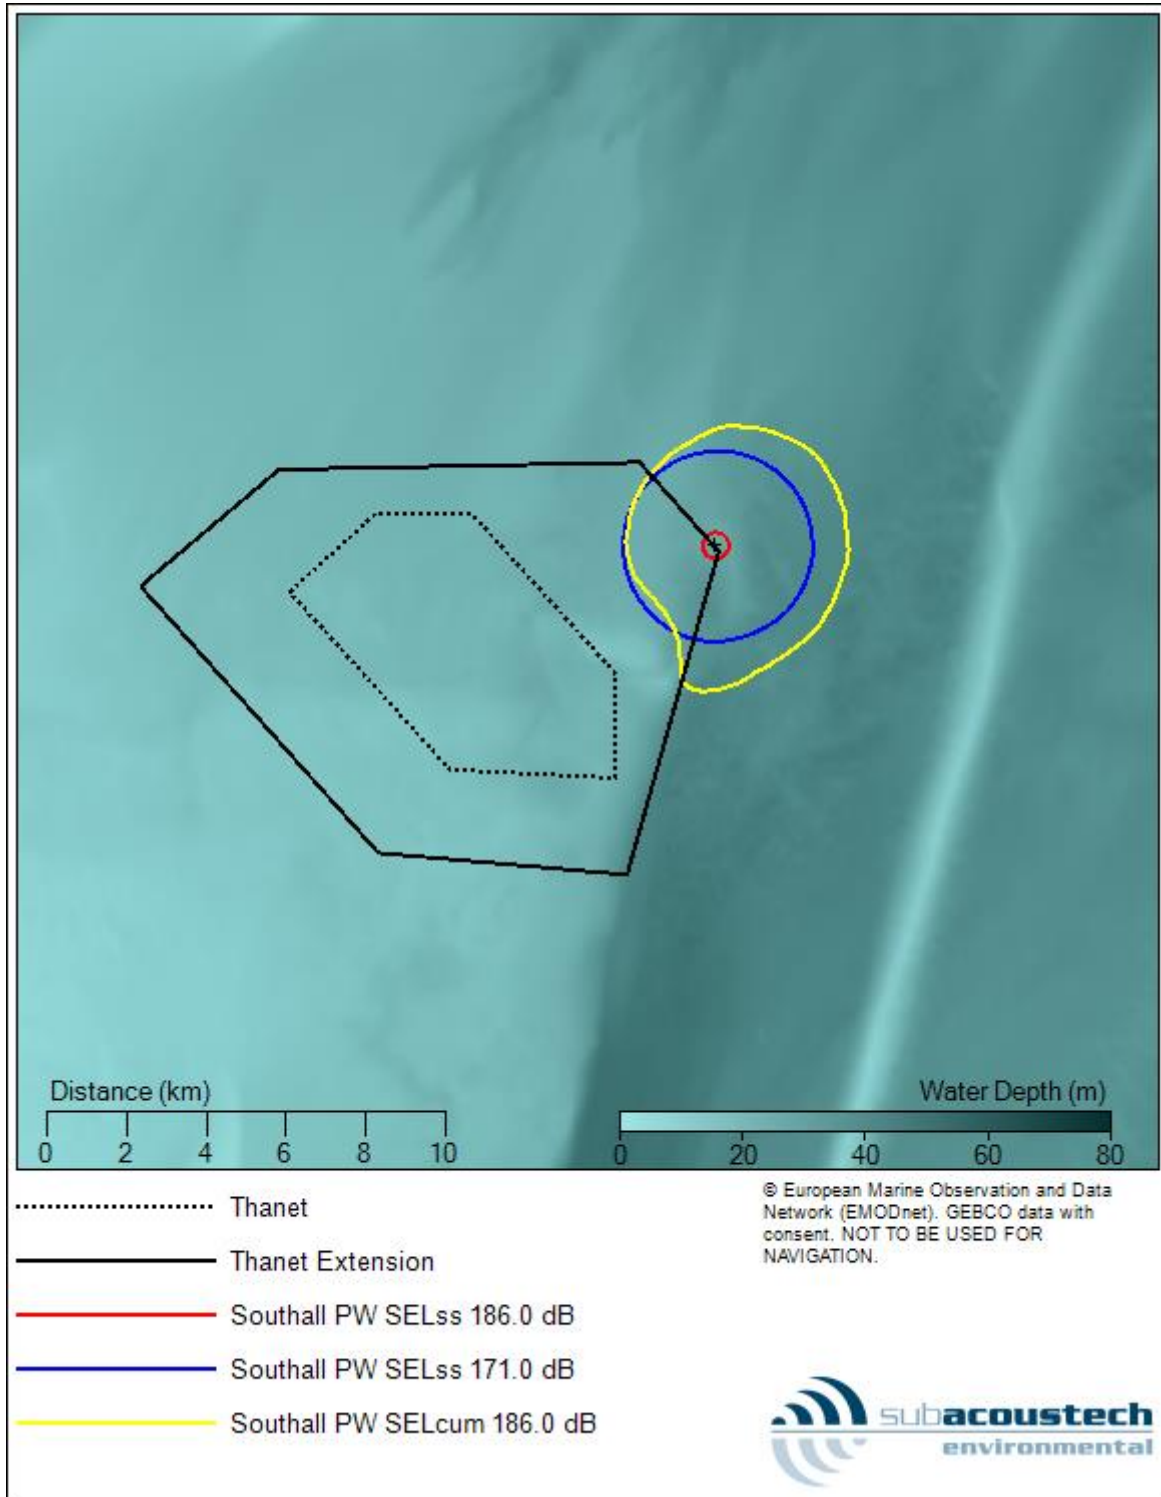 Distance (km)
0 2 4 6 8 10
Water Depth (m)
0 20 40 60 80
Thanet
Thanet Extension
Southall PW SELss 186.0 dB
Southall PW SELss 171.0 dB
Southall PW SELcum 186.0 dB
© European Marine Observation and Data
Network (EMODnet). GEBCO data with
consent. NOT TO BE USED FOR
NAVIGATION.
subacoustech
environmental